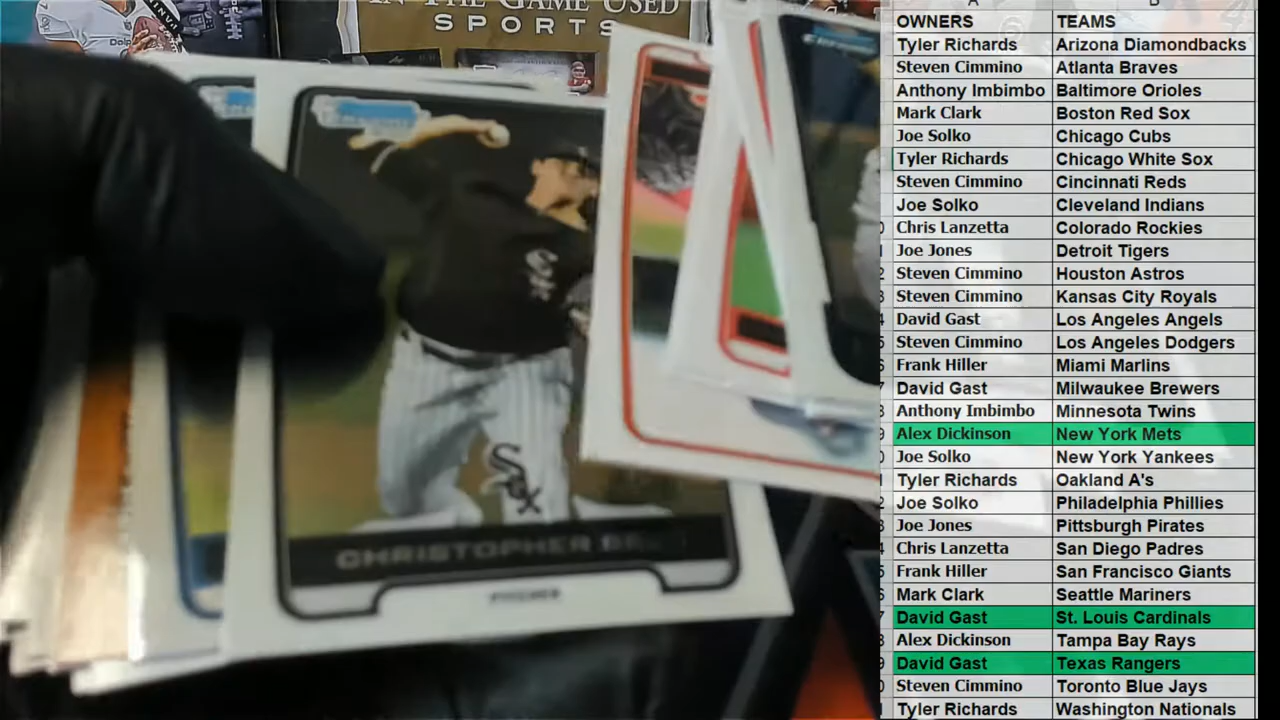 IN THE GAME USED
SPORTS
OWNERS TEAMS
Tyler Richards Arizona Diamondbacks
Steven Cimmino Atlanta Braves
Anthony Imbimbo Baltimore Orioles
Mark Clark Boston Red Sox
Joe Solko Chicago Cubs
Tyler Richards Chicago White Sox
Steven Cimmino Cincinnati Reds
Joe Solko Cleveland Indians
Chris Lanzetta Colorado Rockies
Joe Jones Detroit Tigers
Steven Cimmino Houston Astros
Steven Cimmino Kansas City Royals
David Gast Los Angeles Angels
Steven Cimmino Los Angeles Dodgers
Frank Hiller Miami Marlins
David Gast Milwaukee Brewers
Anthony Imbimbo Minnesota Twins
Alex Dickinson New York Mets
Joe Solko New York Yankees
Tyler Richards Oakland A's
Joe Solko Philadelphia Phillies
Joe Jones Pittsburgh Pirates
Chris Lanzetta San Diego Padres
Frank Hiller San Francisco Giants
Mark Clark Seattle Mariners
David Gast St. Louis Cardinals
Alex Dickinson Tampa Bay Rays
David Gast Texas Rangers
Steven Cimmino Toronto Blue Jays
Tyler Richards Washington Nationals
Sox
CHRISTOPHER
PITCHER